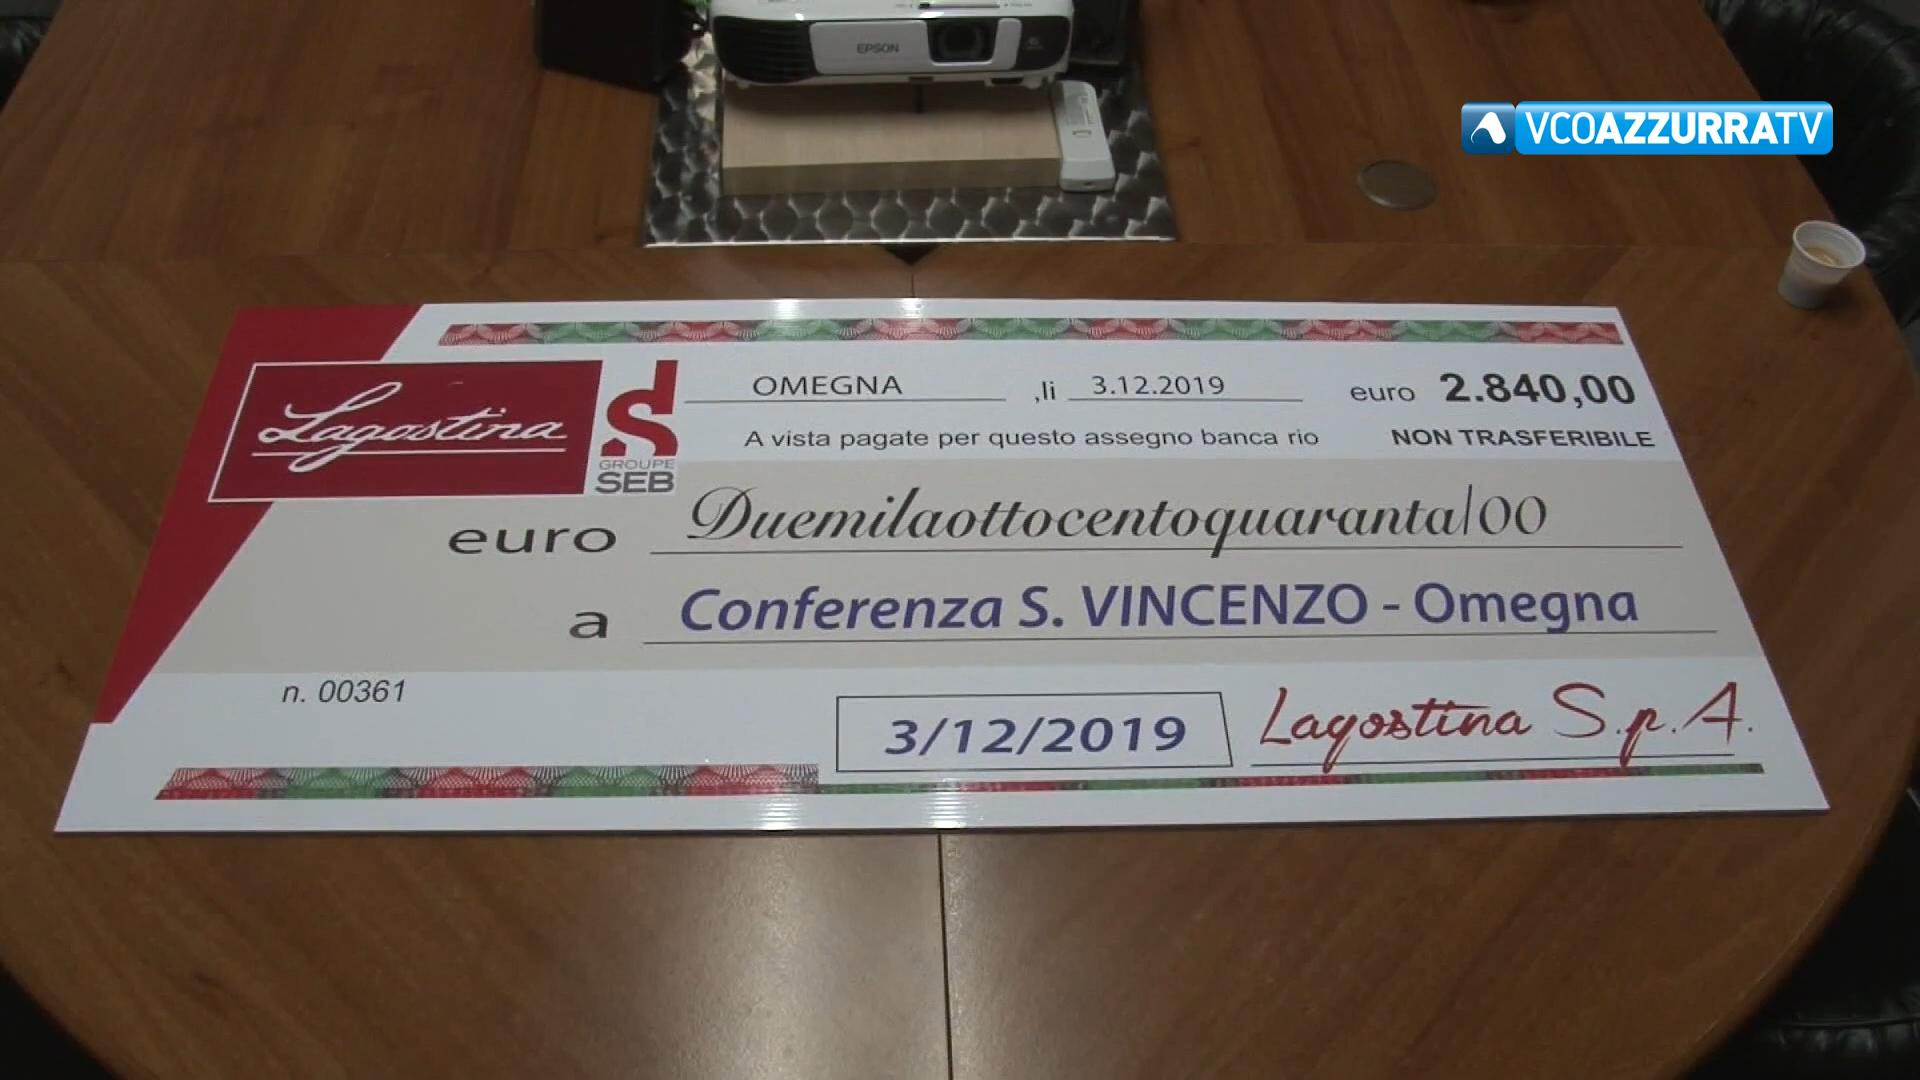 EPSON
VCOAZZURRATV
Lagostina
GROUPE
SEB
OMEGNA ,li 3.12.2019 euro 2.840,00
A vista pagate per questo assegno banca rio NON TRASFERIBILE
euro Duemilaottocentoquaranta/00
a Conferenza S. VINCENZO - Omegna
n. 00361
3/12/2019
Lagostina S.p.A.